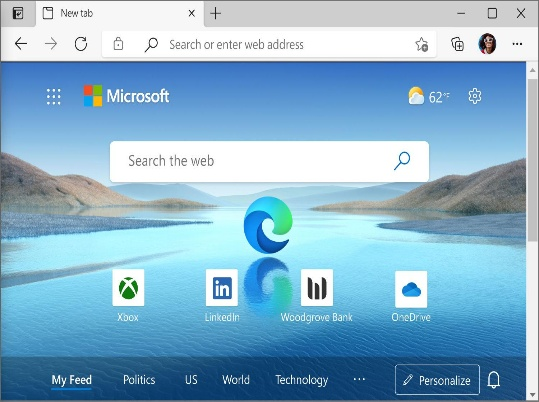 New tab
Search or enter web address
Microsoft
62°F
Search the web
in
Xbox
LinkedIn
Woodgrove Bank
OneDrive
My Feed
Politics
US
World
Technology
Personalize